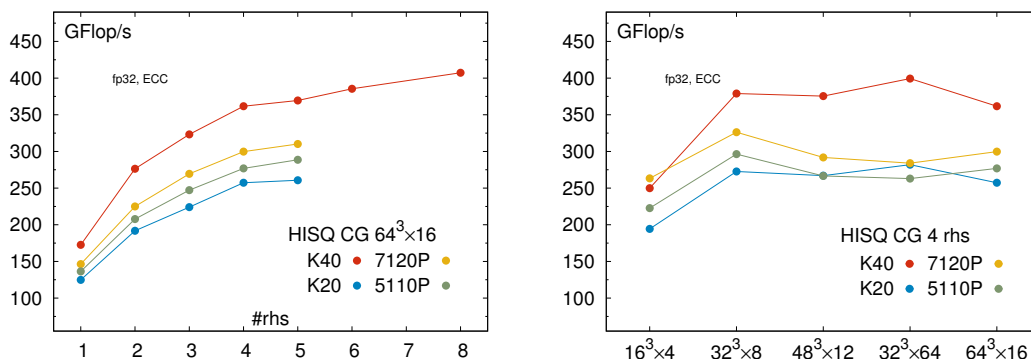 GFlop/s
450
400
350
300
250
200
150
100
fp32, ECC
HISQ CG 64³×16
K40 7120P
K20 5110P
#rhs
1 2 3 4 5 6 7 8
GFlop/s
450
400
350
300
250
200
150
100
fp32, ECC
HISQ CG 4 rhs
K40 7120P
K20 5110P
16³×4 32³×8 48³×12 32³×64 64³×16